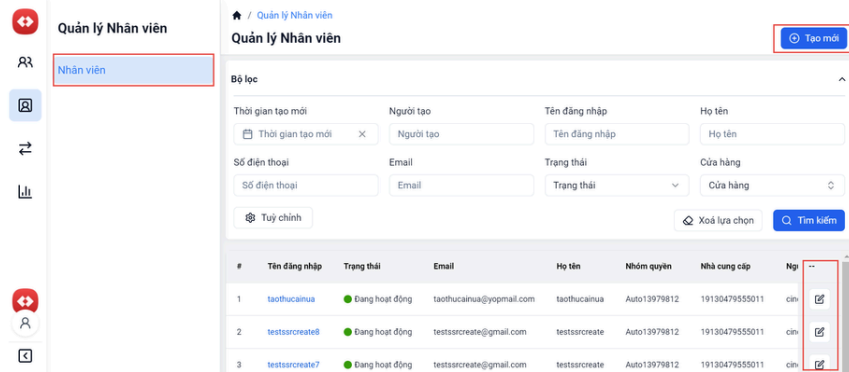 Quản lý Nhân viên
Nhân viên
/ Quản lý Nhân viên
Quản lý Nhân viên
Tạo mới
Bộ lọc
Thời gian tạo mới Người tạo Tên đăng nhập Họ tên
Thời gian tạo mới Người tạo Tên đăng nhập Họ tên
Số điện thoại Email Trạng thái Cửa hàng
Số điện thoại Email Trạng thái Cửa hàng
Tuỳ chỉnh Xoá lựa chọn Tìm kiếm
# Tên đăng nhập Trạng thái Email Họ tên Nhóm quyền Nhà cung cấp --
1 taothucainua Đang hoạt động taothucainua@yopmail.com taothucainua Auto13979812 19130479555011
2 testssrcreate8 Đang hoạt động testssrcreate@gmail.com testssrcreate Auto13979812 19130479555011
3 testssrcreate7 Đang hoạt động testssrcreate@gmail.com testssrcreate Auto13979812 19130479555011